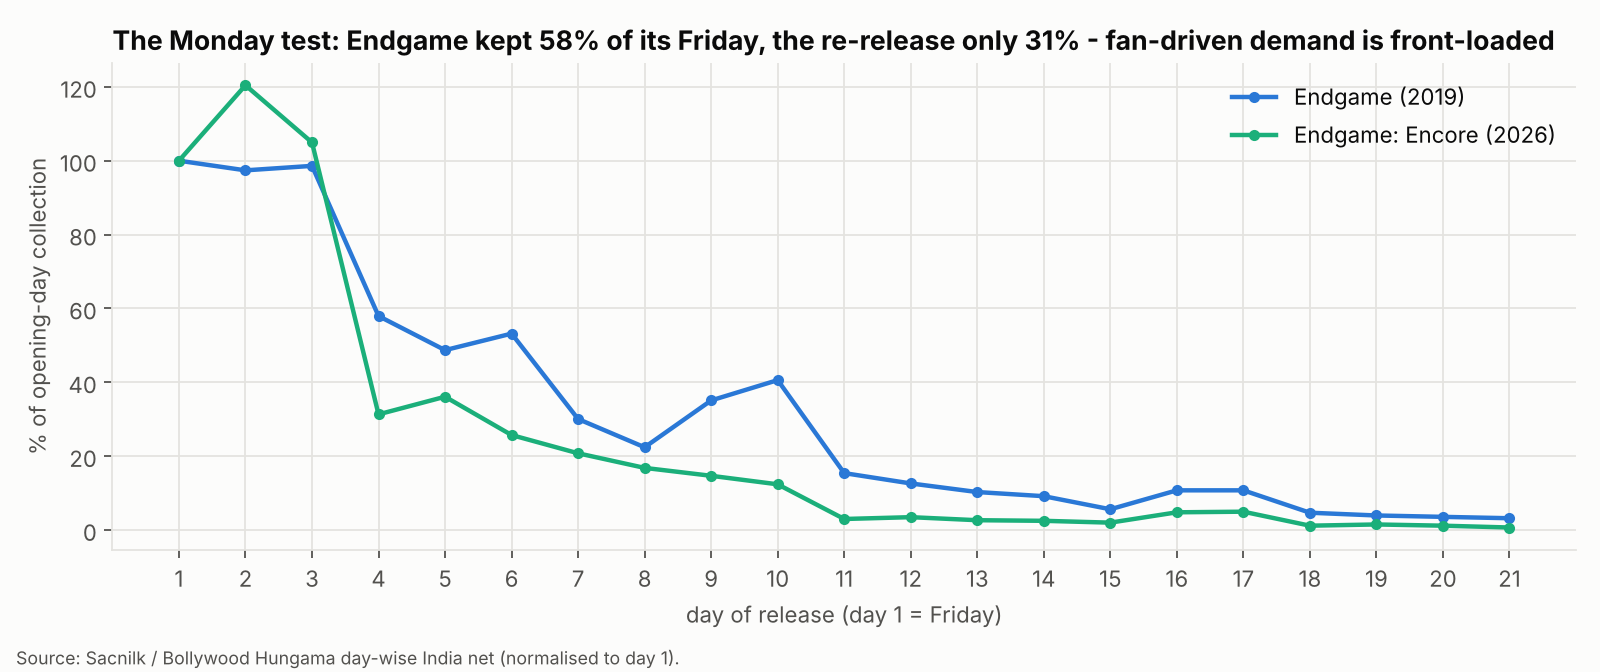 The Monday test: Endgame kept 58% of its Friday, the re-release only 31% - fan-driven demand is front-loaded
Endgame (2019)
Endgame: Encore (2026)
% of opening-day collection
120
100
80
60
40
20
0
1 2 3 4 5 6 7 8 9 10 11 12 13 14 15 16 17 18 19 20 21
day of release (day 1 = Friday)
Source: Sacnilk / Bollywood Hungama day-wise India net (normalised to day 1).